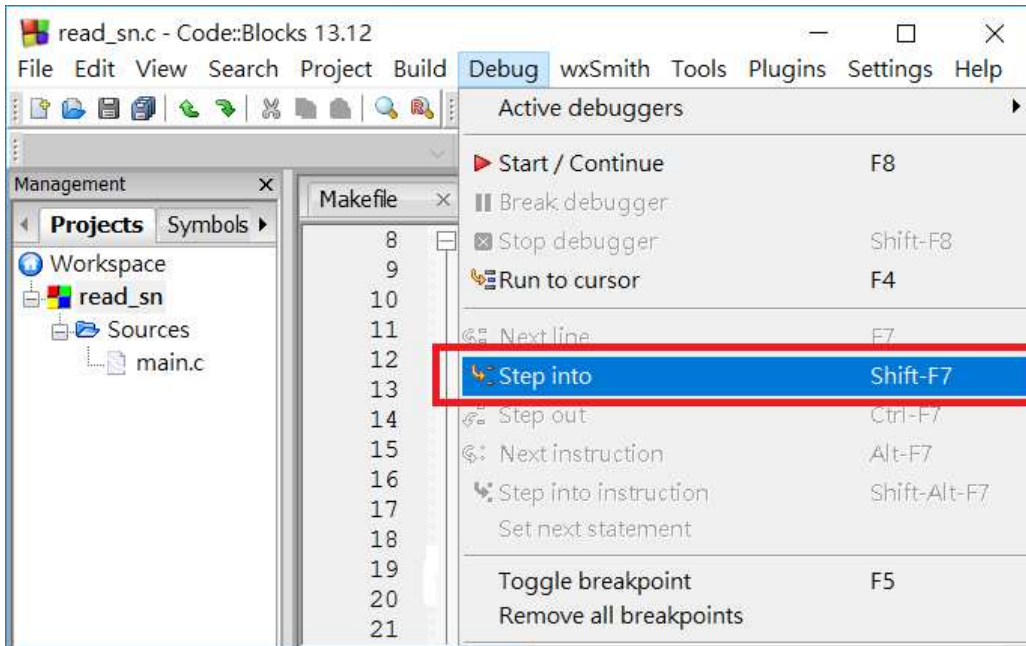 read_sn.c - Code::Blocks 13.12
File Edit View Search Project Build Debug wxSmith Tools Plugins Settings Help
Management
Projects Symbols
Workspace
read_sn
Sources
main.c
Makefile
8
9
10
11
12
13
14
15
16
17
18
19
20
21
Active debuggers
Start / Continue F8
Break debugger
Stop debugger Shift-F8
Run to cursor F4
Next line F7
Step into Shift-F7
Step out Ctrl-F7
Next instruction Alt-F7
Step into instruction Shift-Alt-F7
Set next statement
Toggle breakpoint F5
Remove all breakpoints